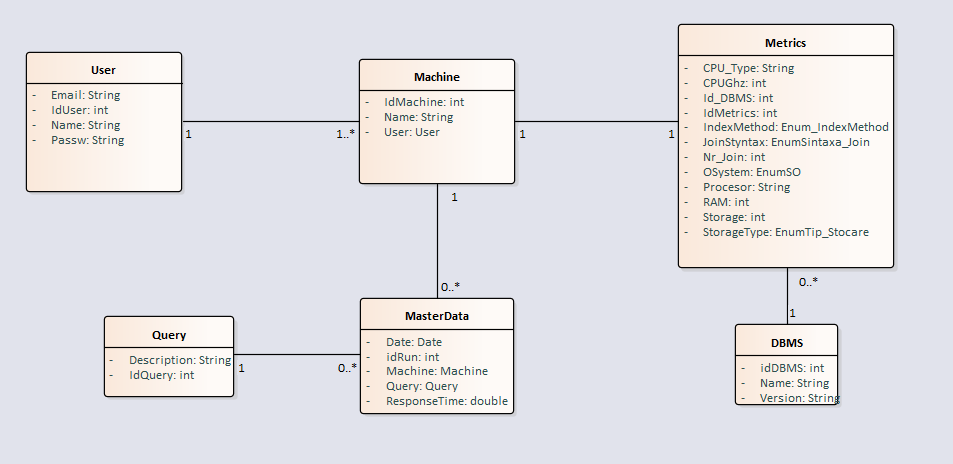 User
- Email: String
- IdUser: int
- Name: String
- Passw: String
1
1..*
Machine
- IdMachine: int
- Name: String
- User: User
1
1
Metrics
- CPU_Type: String
- CPUGhz: int
- Id_DBMS: int
- IdMetrics: int
- IndexMethod: Enum_IndexMethod
- JoinStyntax: EnumSintaxa_Join
- Nr_Join: int
- OSystem: EnumSO
- Procesor: String
- RAM: int
- Storage: int
- StorageType: EnumTip_Stocare
1
0..*
0..*
1
Query
- Description: String
- IdQuery: int
1
0..*
MasterData
- Date: Date
- idRun: int
- Machine: Machine
- Query: Query
- ResponseTime: double
DBMS
- idDBMS: int
- Name: String
- Version: String